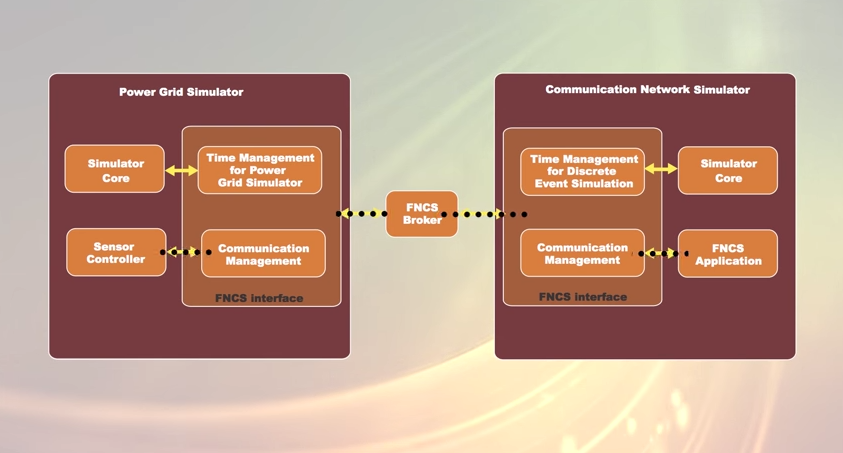 Power Grid Simulator
Simulator
Core
Time Management
for Power
Grid Simulator
Sensor
Controller
Communication
Management
FNCS interface
FNCS
Broker
Communication Network Simulator
Time Management
for Discrete
Event Simulation
Simulator
Core
Communication
Management
FNCS
Application
FNCS interface